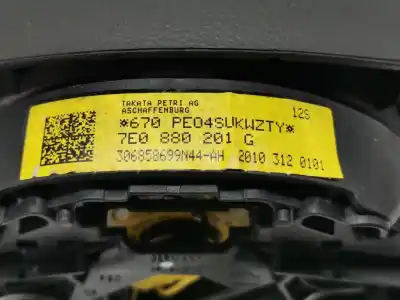 TAKATA PETRI AG
ASCHAFFENBURG
12S
*670 PE04SUKWZTY*
7E0 880 201 G
306858699N44-AH 2010 312 0101